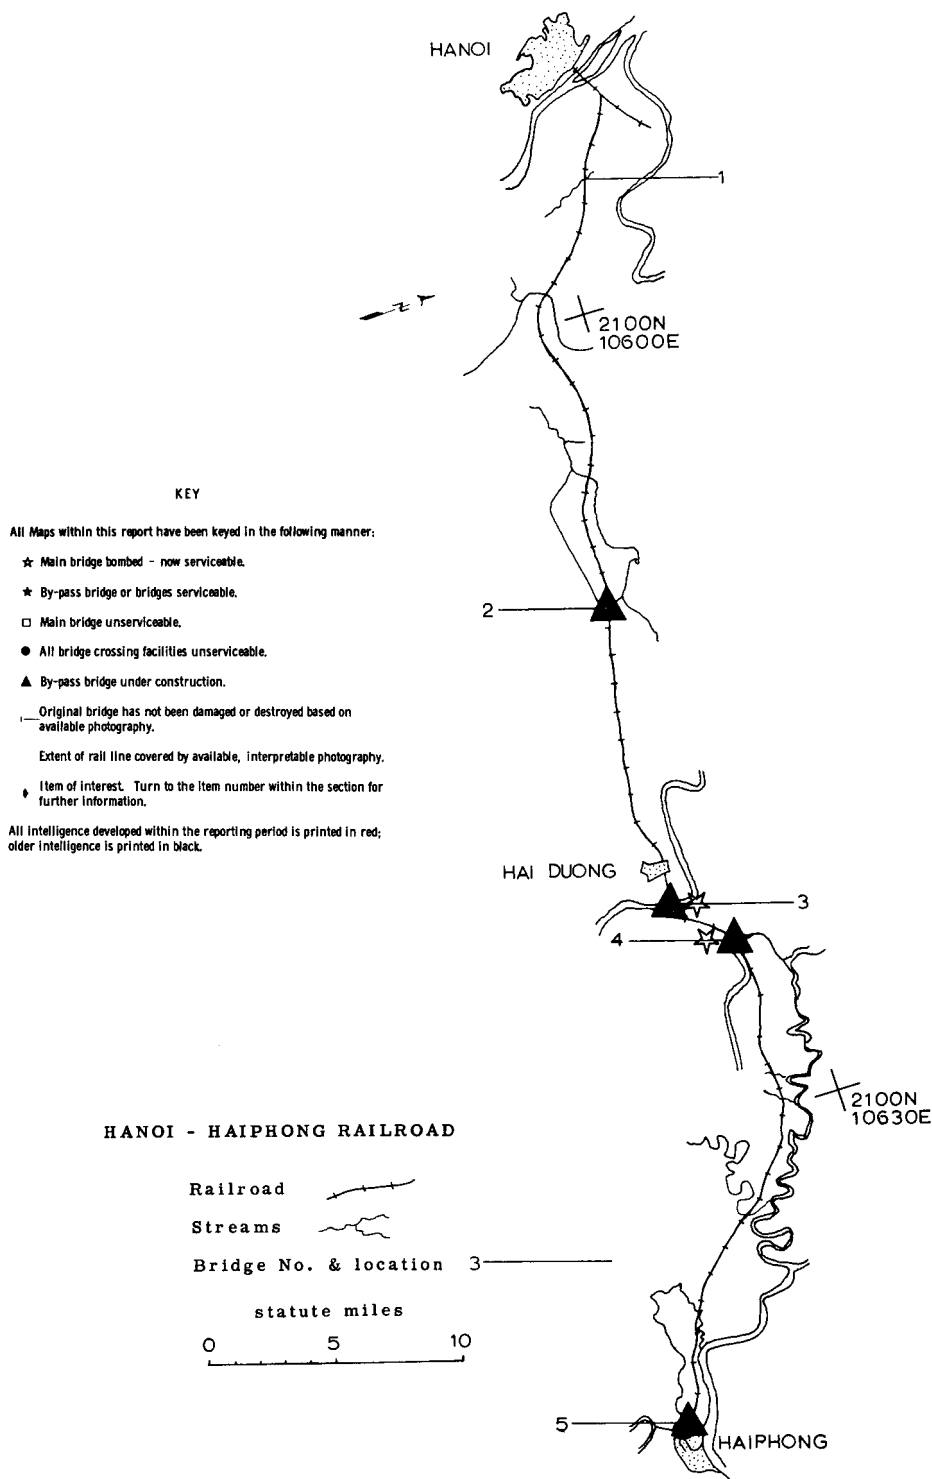 HANOI
1
N
2100N
10600E
KEY
All Maps within this report have been keyed in the following manner:
Main bridge bombed - now serviceable.
By-pass bridge or bridges serviceable.
Main bridge unserviceable.
All bridge crossing facilities unserviceable.
By-pass bridge under construction.
Original bridge has not been damaged or destroyed based on
available photography.
Extent of rail line covered by available, interpretable photography.
Item of interest. Turn to the item number within the section for
further information.
All intelligence developed within the reporting period is printed in red;
older intelligence is printed in black.
2
HAI DUONG
3
4
2100N
10630E
HANOI - HAIPHONG RAILROAD
Railroad
Streams
Bridge No. & location 3
statute miles
0 5 10
5
HAIPHONG